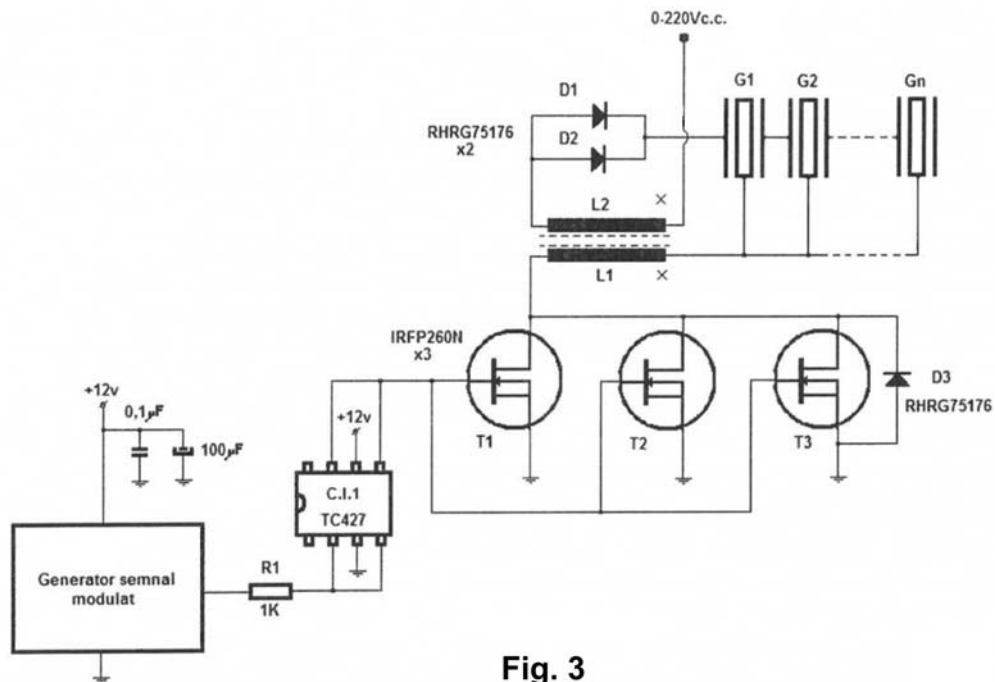 0-220Vc.c.
D1
D2
RHRG75176
x2
G1
G2
Gn
L2
×
L1
×
IRFP260N
x3
T1
T2
T3
D3
RHRG75176
+12v
0,1µF
100µF
+12v
C.I.1
TC427
Generator semnal
modulat
R1
1K
Fig. 3